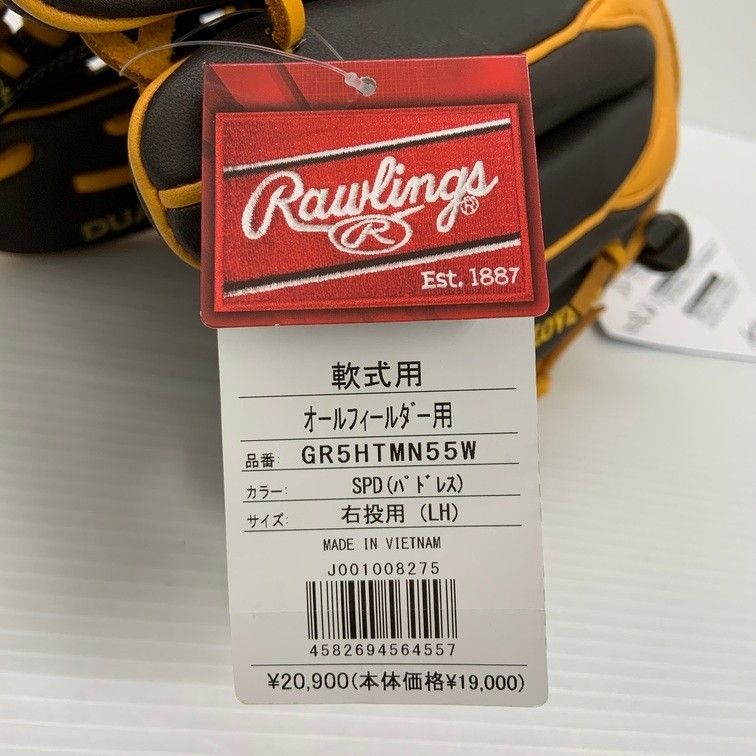 Rawlings®
R
Est. 1887
軟式用
オールフィールダー用
品番: GR5HTMN55W
カラー: SPD(パドレス)
サイズ: 右投用 (LH)
MADE IN VIETNAM
J001008275
4582694564557
¥20,900(本体価格¥19,000)
DUA